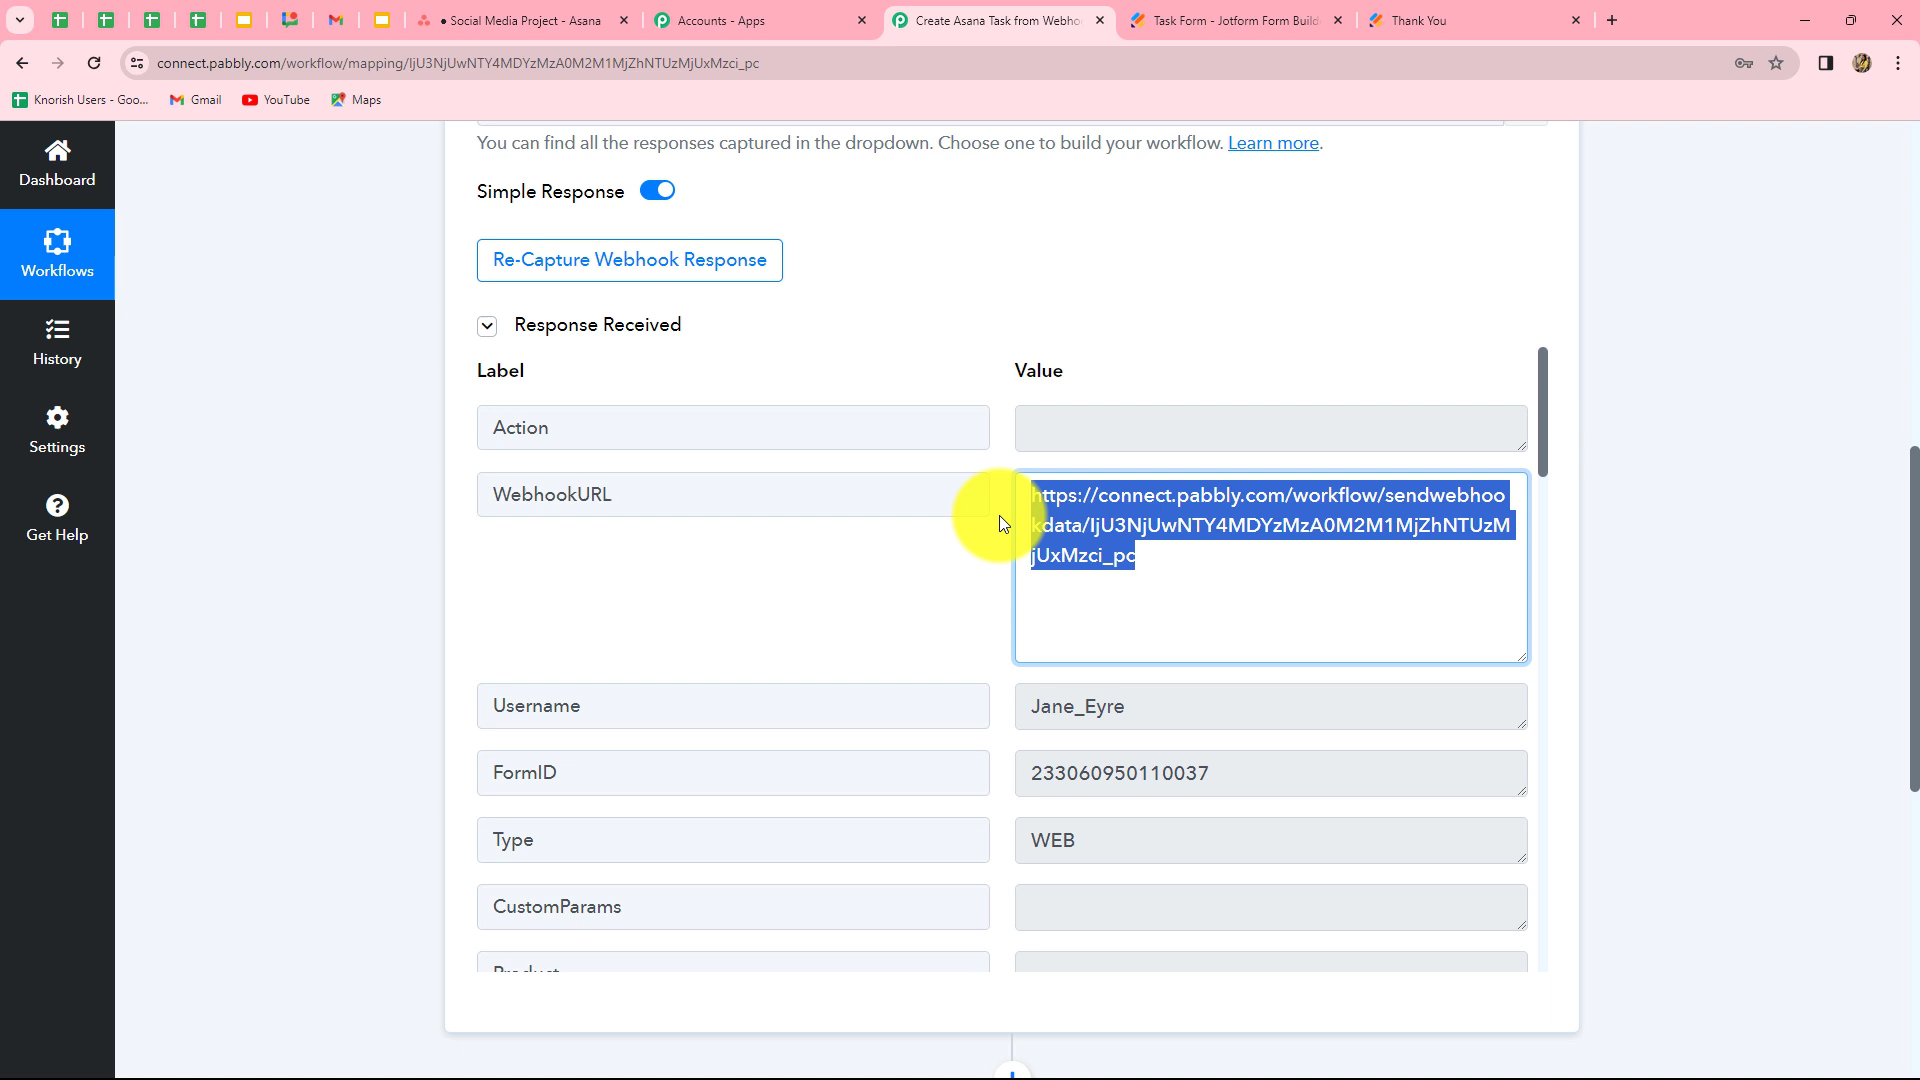 Social Media Project - Asana
Accounts - Apps
Create Asana Task from Webho
Task Form - Jotform Form Build
Thank You
connect.pabbly.com/workflow/mapping/IjU3NjUwNTY4MDYzMzA0M2M1MjZhNTUzMjUxMzci_pc
Knorish Users - Goo...
Gmail
YouTube
Maps
Dashboard
Workflows
History
Settings
Get Help
You can find all the responses captured in the dropdown. Choose one to build your workflow. Learn more.
Simple Response
Re-Capture Webhook Response
Response Received
Label
Value
Action
WebhookURL
https://connect.pabbly.com/workflow/sendwebhoo
kdata/IjU3NjUwNTY4MDYzMzA0M2M1MjZhNTUzM
jUxMzci_pc
Username
Jane_Eyre
FormID
233060950110037
Type
WEB
CustomParams
Product